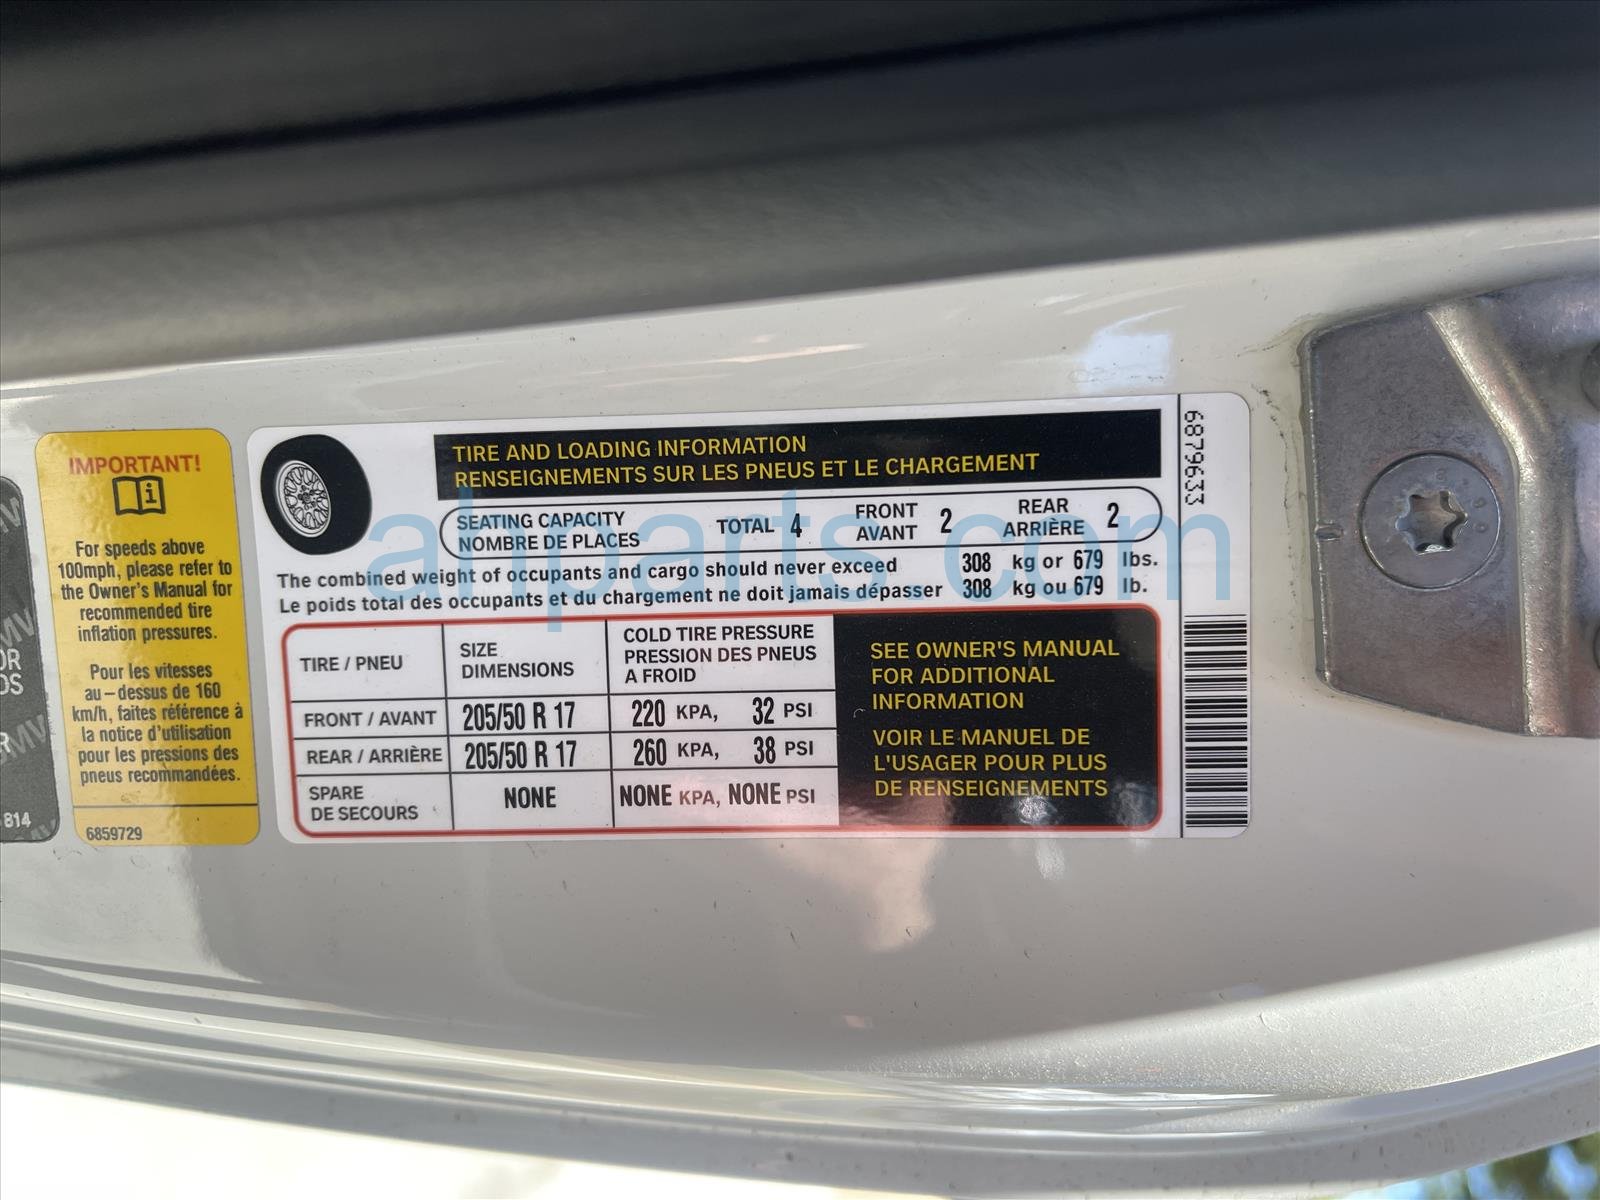 IMPORTANT!
For speeds above
100mph, please refer to
the Owner's Manual for
recommended tire
inflation pressures.
Pour les vitesses
au – dessus de 160
km/h, faites référence à
la notice d'utilisation
pour les pressions des
pneus recommandées.
6859729
814
TIRE AND LOADING INFORMATION
RENSEIGNEMENTS SUR LES PNEUS ET LE CHARGEMENT
SEATING CAPACITY
NOMBRE DE PLACES
TOTAL 4
FRONT
AVANT 2
REAR
ARRIÈRE 2
The combined weight of occupants and cargo should never exceed 308 kg or 679 lbs.
Le poids total des occupants et du chargement ne doit jamais dépasser 308 kg ou 679 lb.
TIRE / PNEU
SIZE
DIMENSIONS
COLD TIRE PRESSURE
PRESSION DES PNEUS
A FROID
FRONT / AVANT 205/50 R 17 220 KPA, 32 PSI
REAR / ARRIÈRE 205/50 R 17 260 KPA, 38 PSI
SPARE
DE SECOURS
NONE
NONE KPA, NONE PSI
SEE OWNER'S MANUAL
FOR ADDITIONAL
INFORMATION
VOIR LE MANUEL DE
L'USAGER POUR PLUS
DE RENSEIGNEMENTS
6879633
ahparts.com